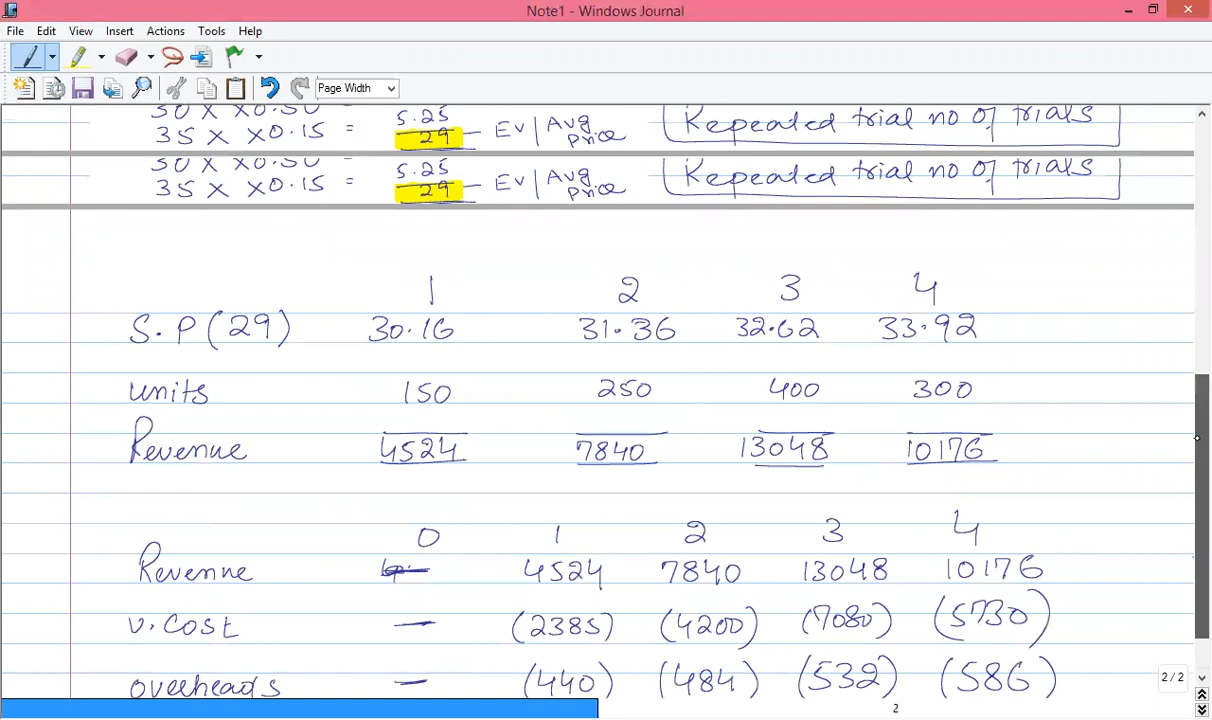 Note1 - Windows Journal
File Edit View Insert Actions Tools Help
Page Width
30 X X0.50
35 X X0.15 = 5.25
29 EV | Avg Price
Repeated trial no of trials
30 X X0.50
35 X X0.15 = 5.25
29 EV | Avg Price
Repeated trial no of trials
1 2 3 4
S.P (29) 30.16 31.36 32.62 33.92
units 150 250 400 300
Revenue 4524 7840 13048 10176
0 1 2 3 4
Revenue 4524 7840 13048 10176
V. Cost — (2385) (4200) (7080) (5730)
overheads — (440) (484) (532) (586)
2/2
2